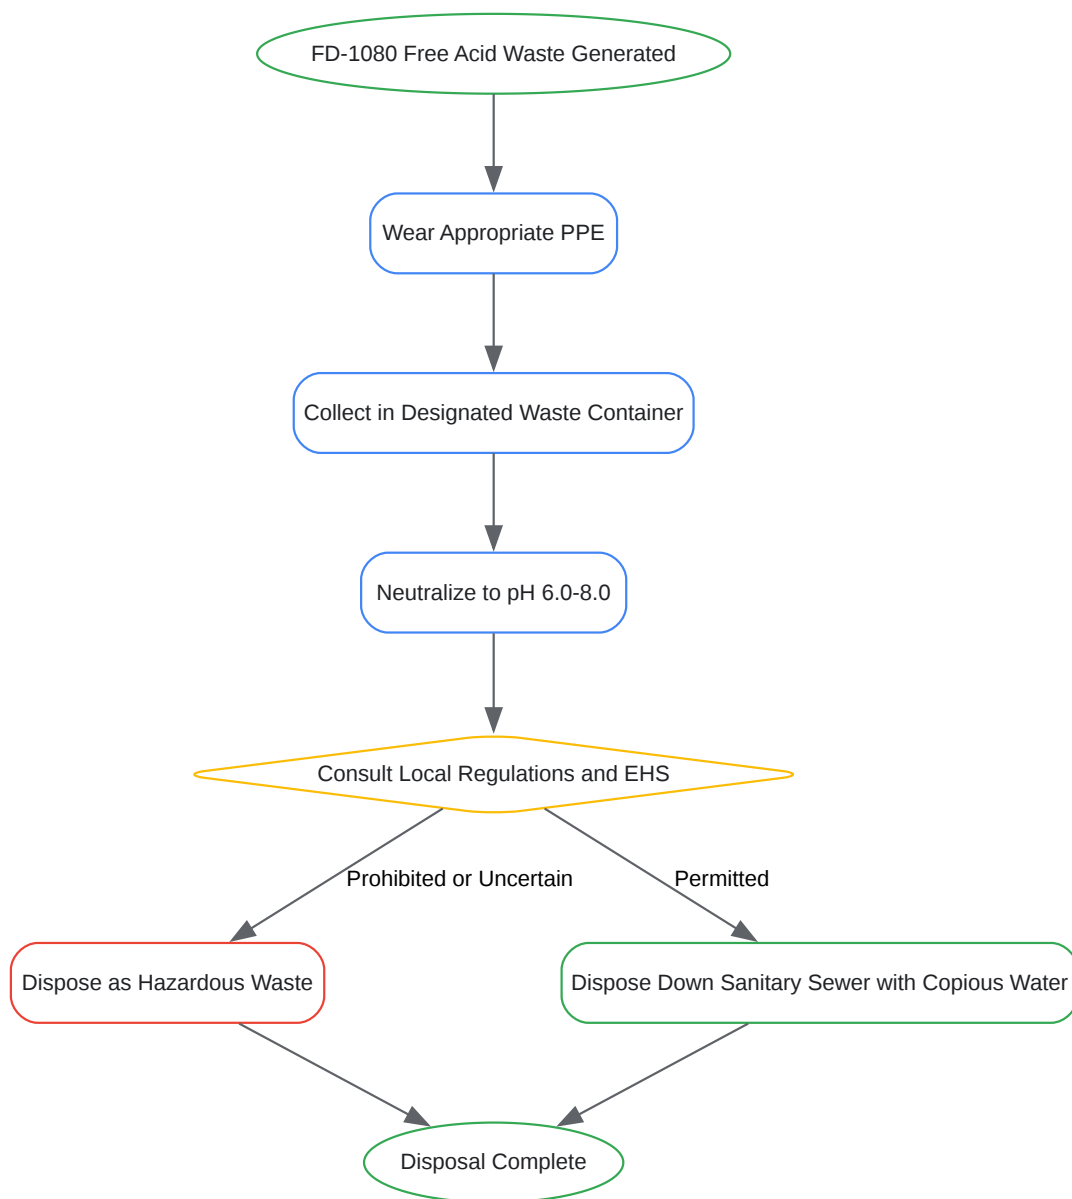 FD-1080 Free Acid Waste Generated
Wear Appropriate PPE
Collect in Designated Waste Container
Neutralize to pH 6.0-8.0
Consult Local Regulations and EHS
Prohibited or Uncertain
Permitted
Dispose as Hazardous Waste
Dispose Down Sanitary Sewer with Copious Water
Disposal Complete